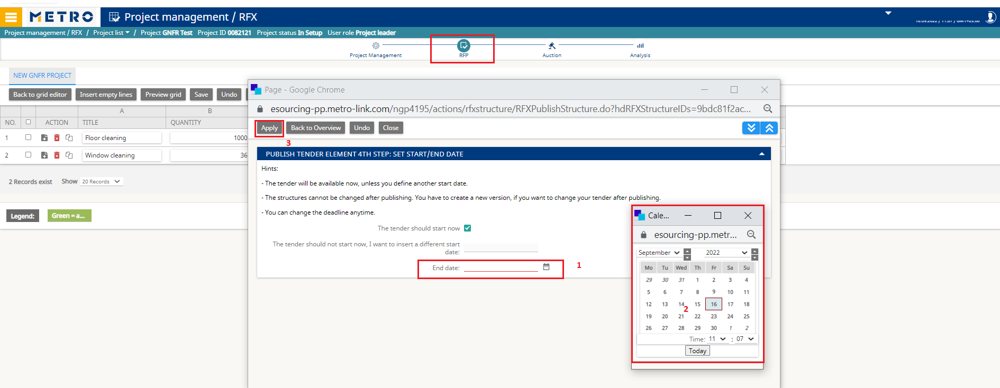 METRO Project management / RFX
Project management / RFX / Project list / Project GNFR Test Project ID 0082121 Project status In Setup User role Project leader
Project Management RFP Auction Analysis
NEW GNFR PROJECT
Back to grid editor Insert empty lines Preview grid Save Undo
A B
NO. ACTION TITLE QUANTITY
1 Floor cleaning 1000
2 Window cleaning 36
2 Records exist Show 20 Records
Legend: Green = a...
Page - Google Chrome
esourcing-pp.metro-link.com/ngp4195/actions/rfxstructure/RFXPublishStructure.do?hdRFXStructureIDs=9bdc81f2ac...
Apply Back to Overview Undo Close
3
PUBLISH TENDER ELEMENT 4TH STEP: SET START/END DATE
Hints:
- The tender will be available now, unless you define another start date.
- The structures cannot be changed after publishing. You have to create a new version, if you want to change your tender after publishing.
- You can change the deadline anytime.
The tender should start now
The tender should not start now, I want to insert a different start
date:
End date:
1
Cale...
esourcing-pp.metr...
September 2022
Mo Tu Wed Th Fr Sa Su
29 30 31 1 2 3 4
5 6 7 8 9 10 11
12 13 14 15 16 17 18
2
19 20 21 22 23 24 25
26 27 28 29 30 1 2
Time: 11 : 07
Today